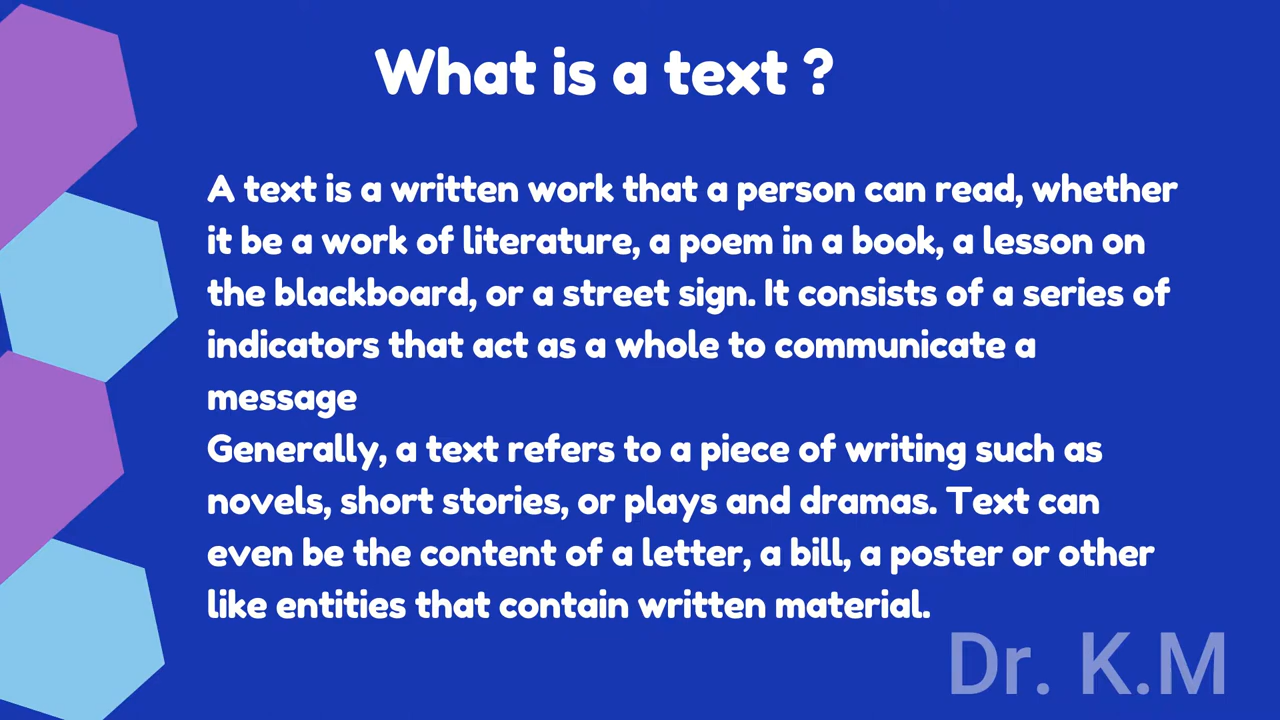 What is a text ?
A text is a written work that a person can read, whether
it be a work of literature, a poem in a book, a lesson on
the blackboard, or a street sign. It consists of a series of
indicators that act as a whole to communicate a
message
Generally, a text refers to a piece of writing such as
novels, short stories, or plays and dramas. Text can
even be the content of a letter, a bill, a poster or other
like entities that contain written material.
Dr. K.M